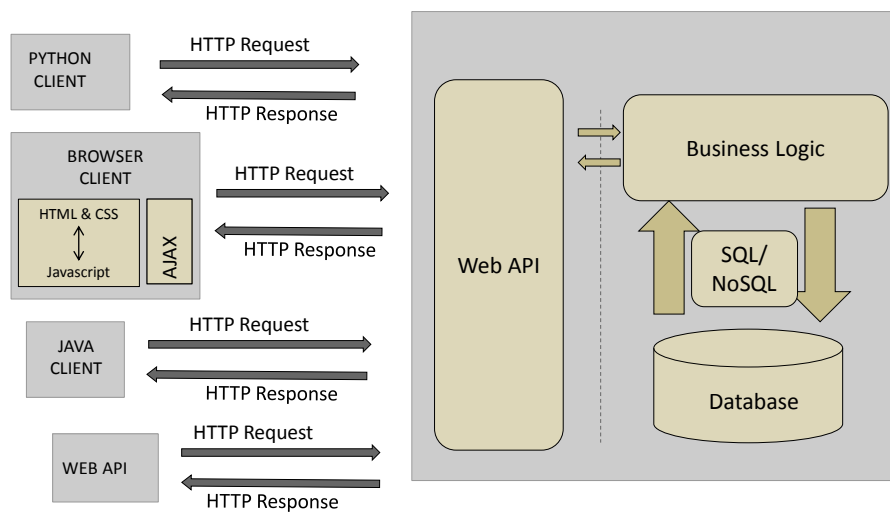 PYTHON
CLIENT
HTTP Request
HTTP Response
BROWSER
CLIENT
HTML & CSS
Javascript
AJAX
HTTP Request
HTTP Response
JAVA
CLIENT
HTTP Request
HTTP Response
WEB API
HTTP Request
HTTP Response
Web API
Business Logic
SQL/
NoSQL
Database